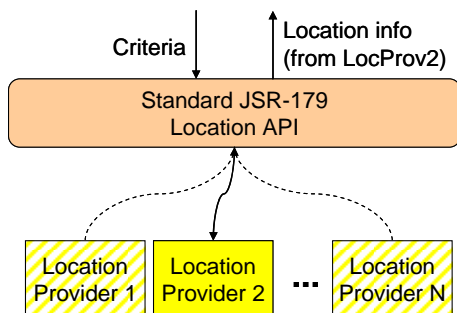 Criteria
Location info
(from LocProv2)
Standard JSR-179
Location API
Location
Provider 1
Location
Provider 2
...
Location
Provider N